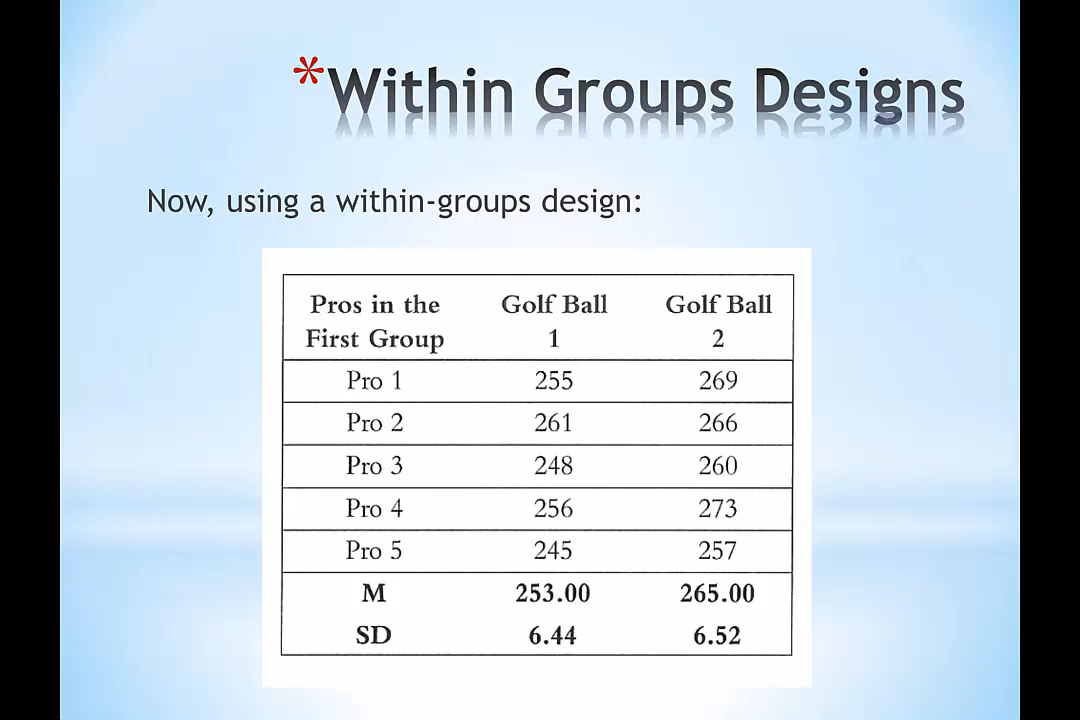 *Within Groups Designs
Now, using a within-groups design:
Pros in the First Group Golf Ball 1 Golf Ball 2
Pro 1 255 269
Pro 2 261 266
Pro 3 248 260
Pro 4 256 273
Pro 5 245 257
M 253.00 265.00
SD 6.44 6.52